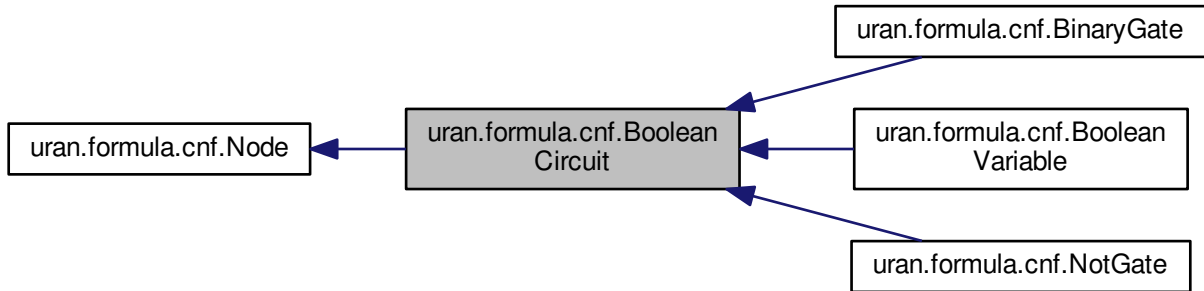 uran.formula.cnf.BinaryGate
uran.formula.cnf.Node
uran.formula.cnf.Boolean
Circuit
uran.formula.cnf.Boolean
Variable
uran.formula.cnf.NotGate